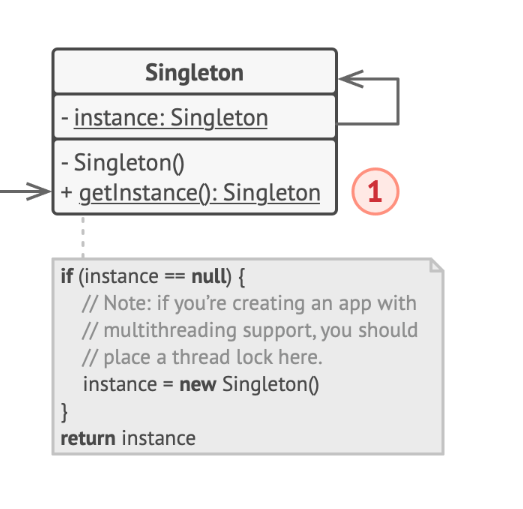 Singleton
- instance: Singleton
- Singleton()
+ getInstance(): Singleton
1
if (instance == null) {
// Note: if you’re creating an app with
// multithreading support, you should
// place a thread lock here.
instance = new Singleton()
}
return instance